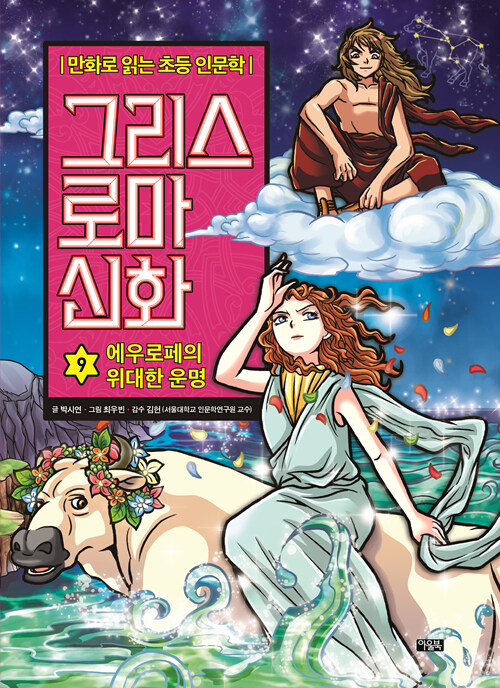 | 만화로 읽는 초등 인문학 |
그리스
로마
신화
9 에우로페의
위대한 운명
글 박시연 · 그림 최우빈 · 감수 김헌(서울대학교 인문학연구원 교수)
아울북